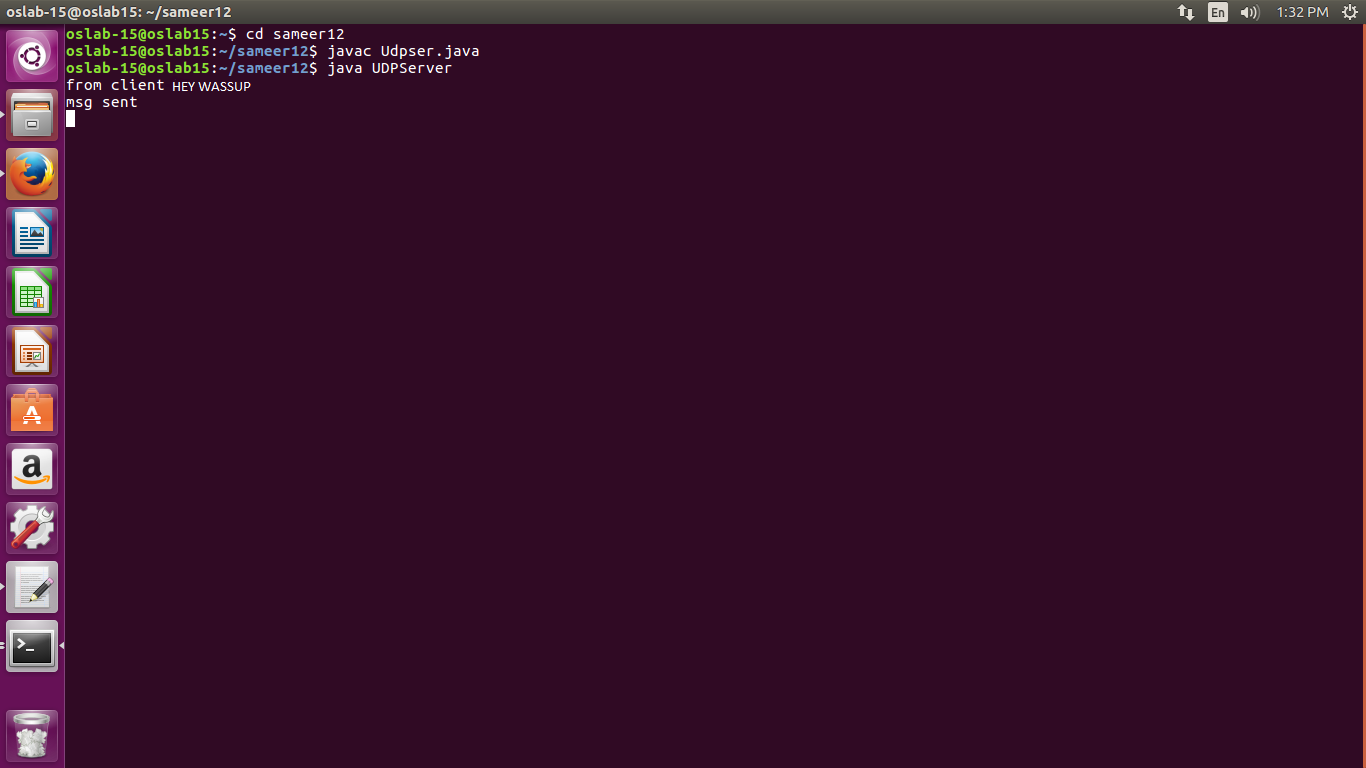 oslab-15@oslab15: ~/sameer12
En
1:32 PM
oslab-15@oslab15:~$ cd sameer12
oslab-15@oslab15:~/sameer12$ javac Udpser.java
oslab-15@oslab15:~/sameer12$ java UDPServer
from client HEY WASSUP
msg sent